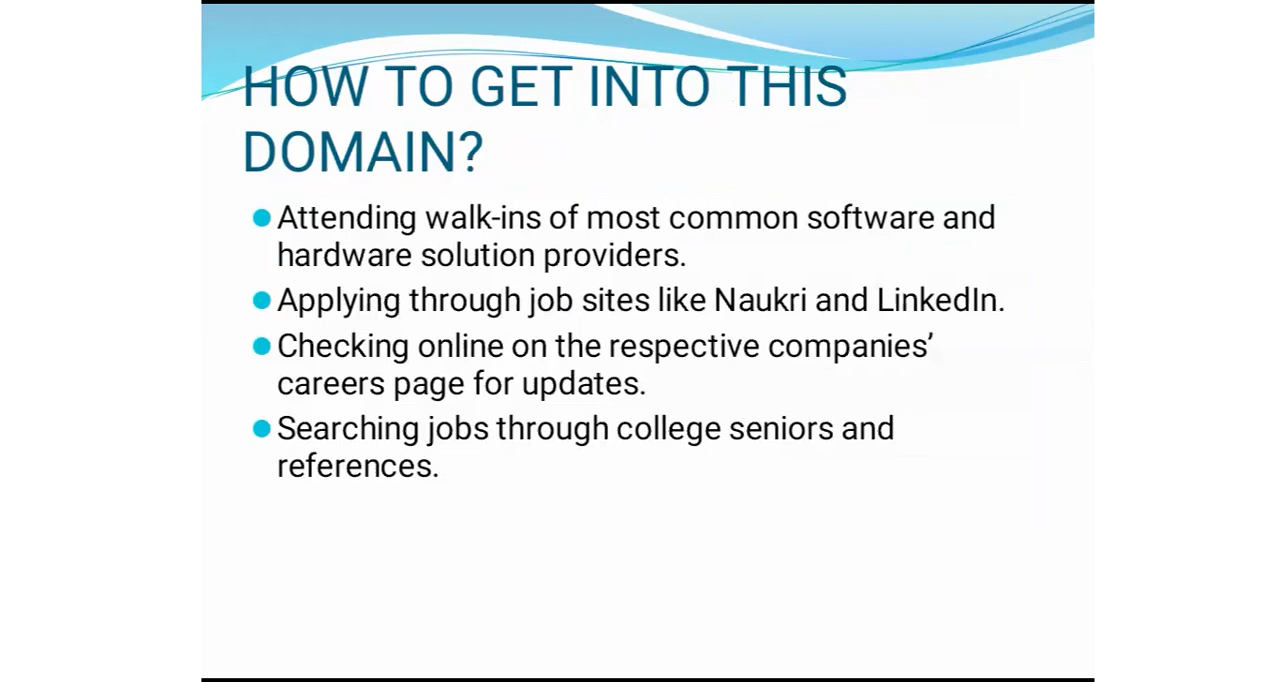 HOW TO GET INTO THIS
DOMAIN?
Attending walk-ins of most common software and
hardware solution providers.
Applying through job sites like Naukri and LinkedIn.
Checking online on the respective companies’
careers page for updates.
Searching jobs through college seniors and
references.